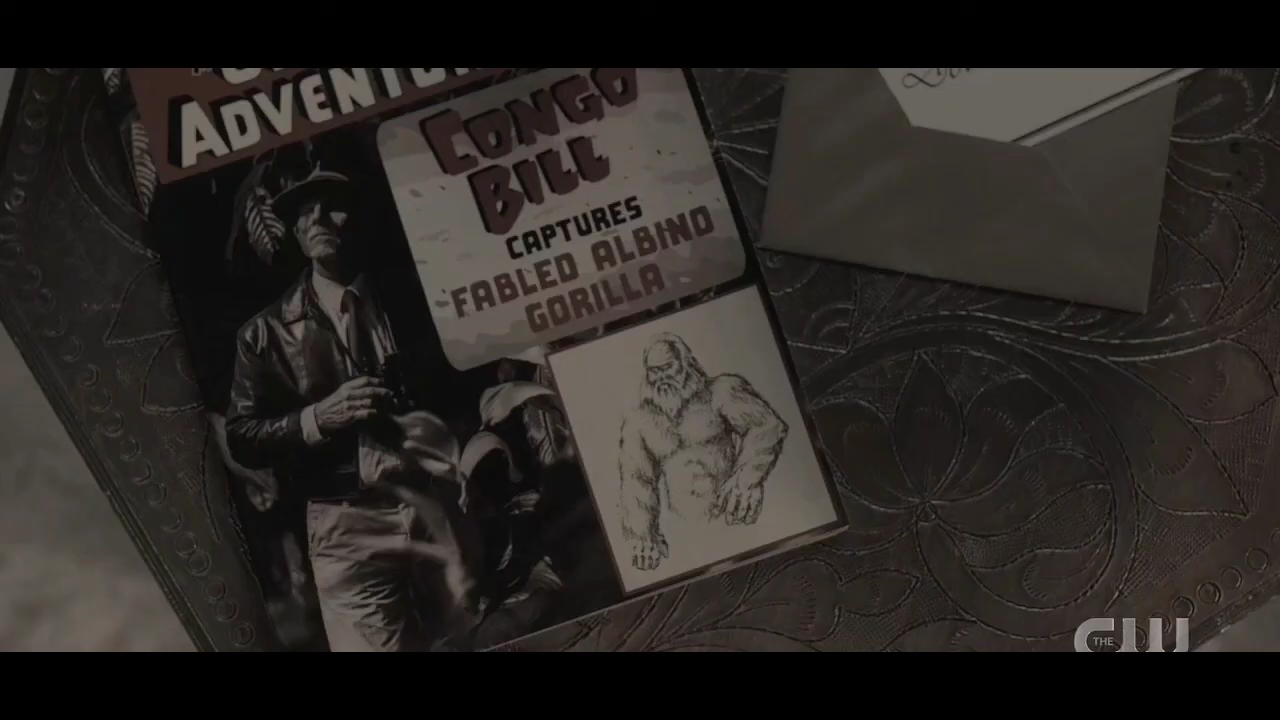 ADVENTU
CONGO
BILL
CAPTURES
FABLED ALBINO
GORILLA
THE CW